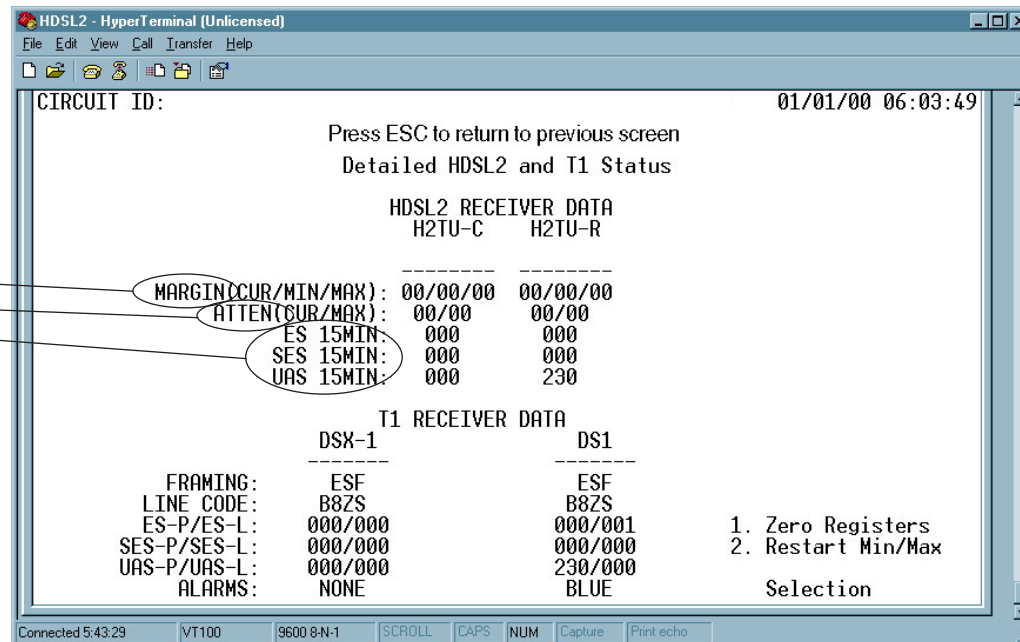 HDSL2 - HyperTerminal (Unlicensed)
File Edit View Call Transfer Help
CIRCUIT ID: 01/01/00 06:03:49
Press ESC to return to previous screen
Detailed HDSL2 and T1 Status
HDSL2 RECEIVER DATA
H2TU-C H2TU-R
-------- --------
MARGIN(CUR/MIN/MAX): 00/00/00 00/00/00
ATTEN(CUR/MAX): 00/00 00/00
ES 15MIN: 000 000
SES 15MIN: 000 000
UAS 15MIN: 000 230
T1 RECEIVER DATA
DSX-1 DS1
------- -------
FRAMING: ESF ESF
LINE CODE: B8ZS B8ZS
ES-P/ES-L: 000/000 000/001 1. Zero Registers
SES-P/SES-L: 000/000 000/000 2. Restart Min/Max
UAS-P/UAS-L: 000/000 230/000
ALARMS: NONE BLUE Selection
Connected 5:43:29 VT100 9600 8-N-1 SCROLL CAPS NUM Capture Print echo